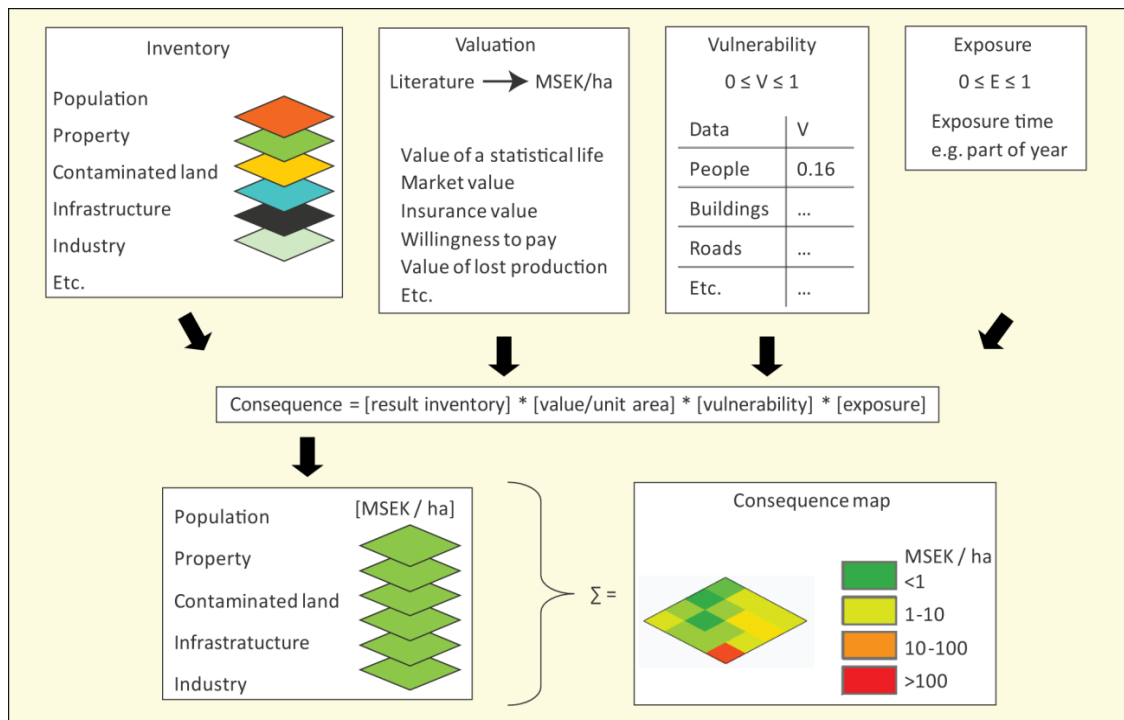 Inventory
Population
Property
Contaminated land
Infrastructure
Industry
Etc.
Valuation
Literature MSEK/ha
Value of a statistical life
Market value
Insurance value
Willingness to pay
Value of lost production
Etc.
Vulnerability
0 ≤ V ≤ 1
Data V
People 0.16
Buildings ...
Roads ...
Etc. ...
Exposure
0 ≤ E ≤ 1
Exposure time
e.g. part of year
Consequence = [result inventory] * [value/unit area] * [vulnerability] * [exposure]
[MSEK / ha]
Population
Property
Contaminated land
Infrastratucture
Industry
∑ =
Consequence map
MSEK / ha
<1
1-10
10-100
>100